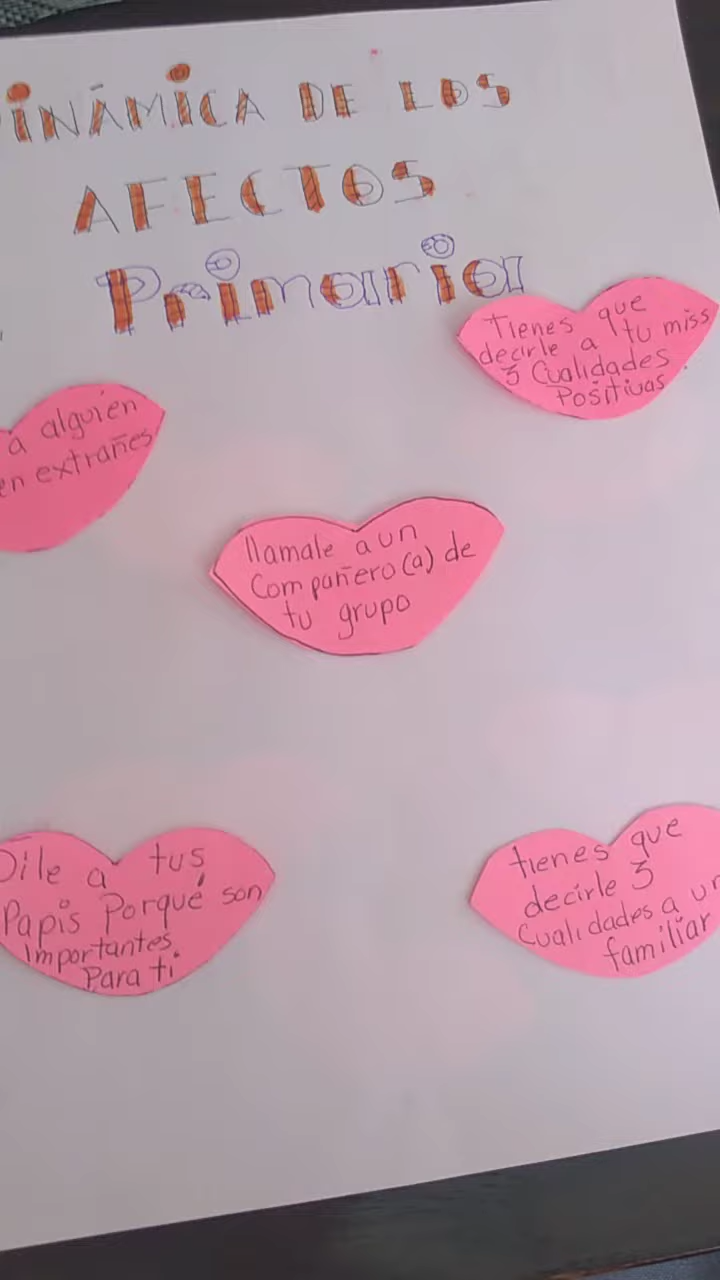 DINÁMICA DE LOS
AFECTOS
Primaria
Tienes que
decirle a tu miss
3 Cualidades
Positivas
a alguien
en extrañes
llamale a un
Compañero(a) de
tu grupo
Dile a tus
Papis Porqué son
Importantes
Para ti
tienes que
decirle 3
Cualidades a un
familiar